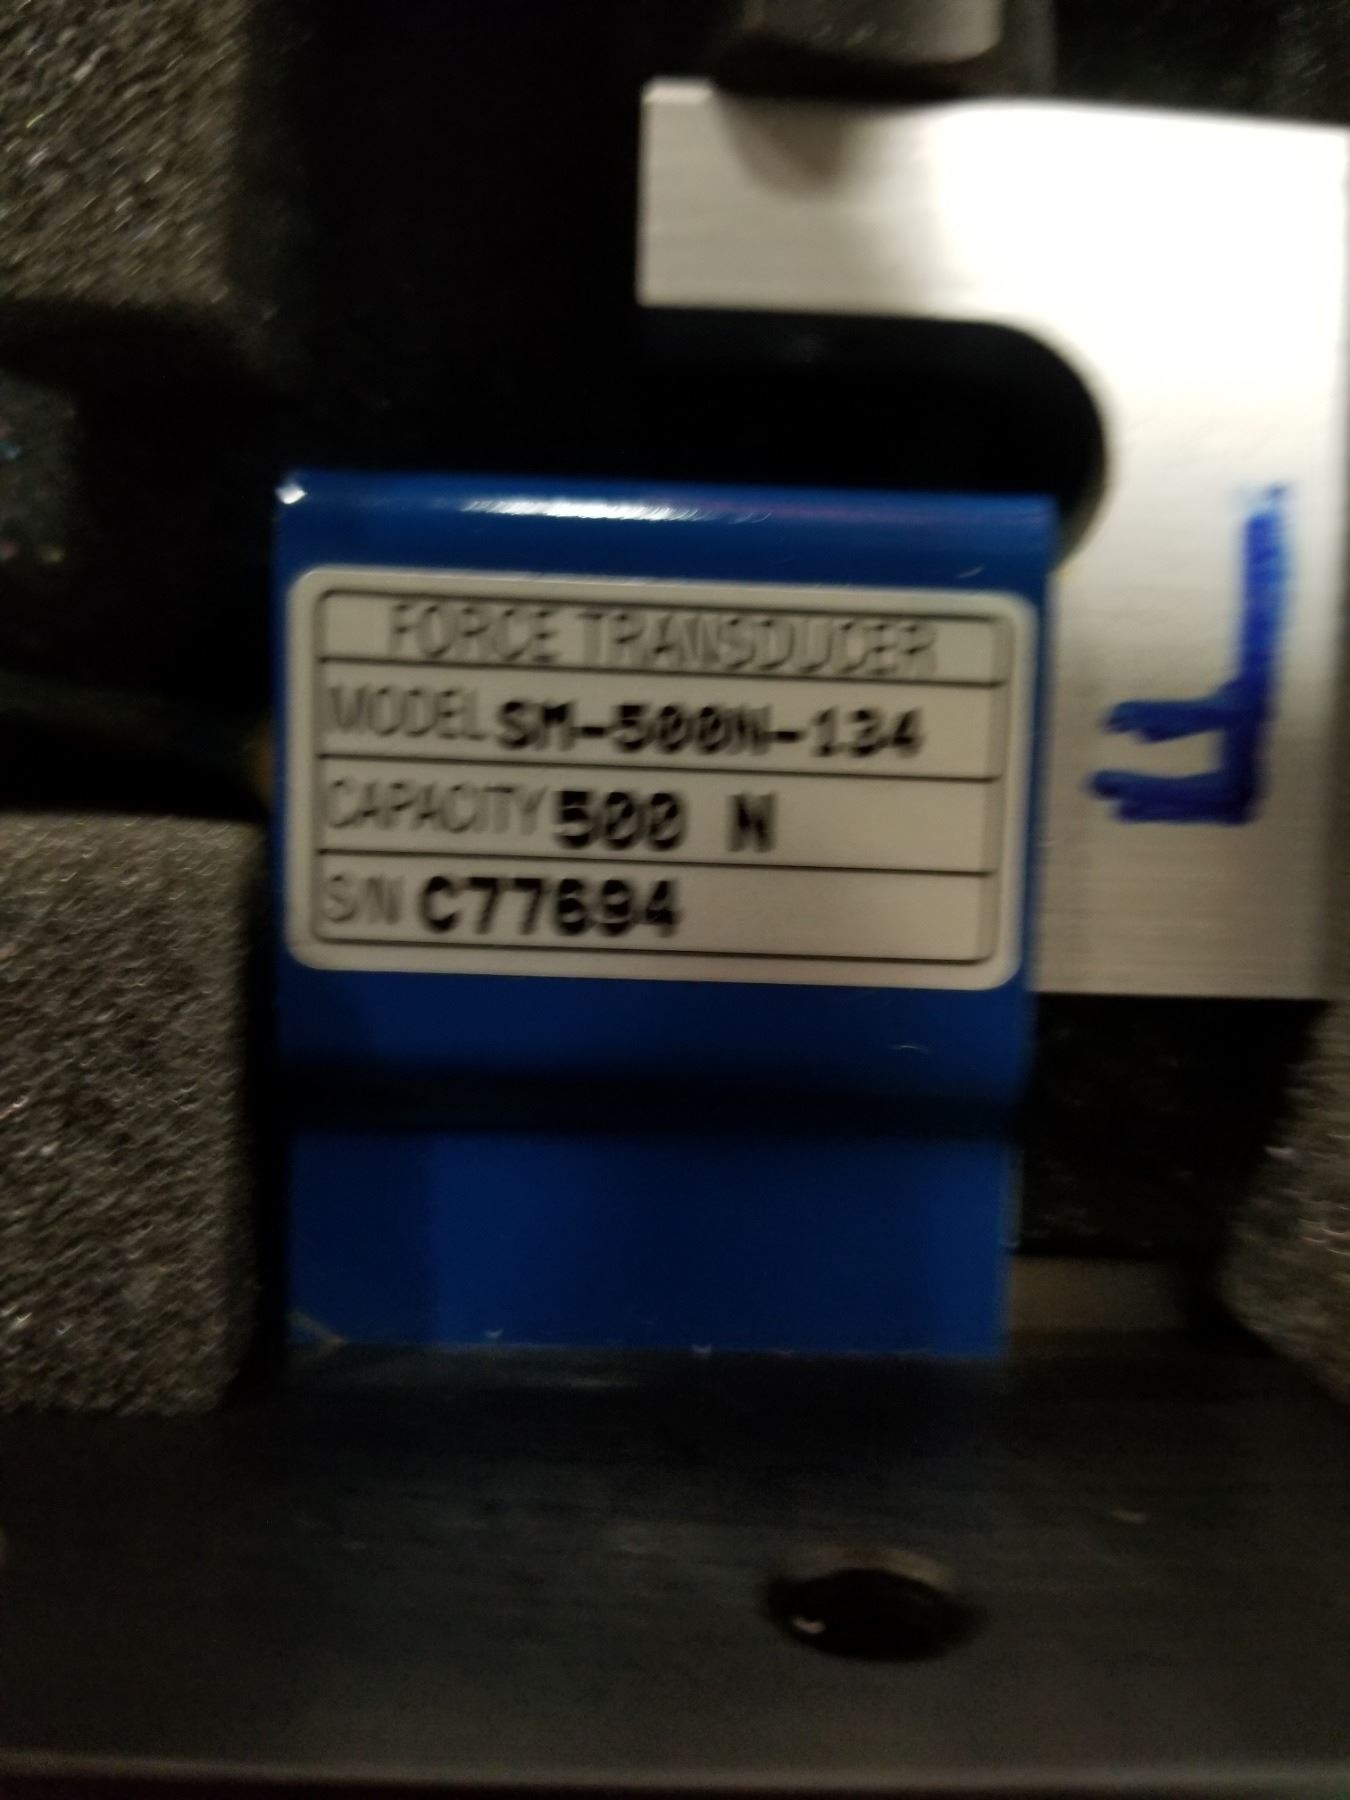 FORCE TRANSDUCER
MODEL SM-500N-134
CAPACITY 500 N
S/N C77694
F